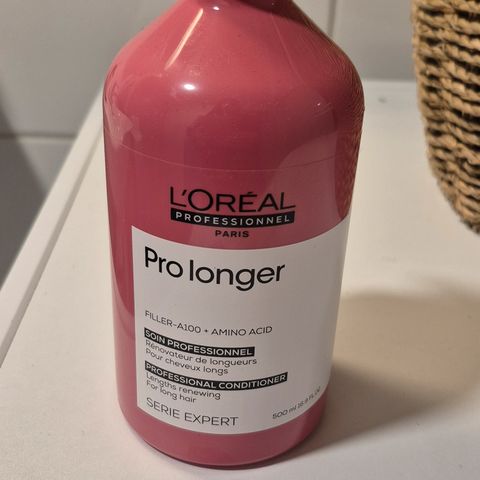 L'ORÉAL
PROFESSIONNEL
PARIS
Pro longer
FILLER-A100 + AMINO ACID
SOIN PROFESSIONNEL
Rénovateur de longueurs
Pour cheveux longs
PROFESSIONAL CONDITIONER
Lengths renewing
For long hair
SERIE EXPERT
500 ml 16.9 FL.OZ